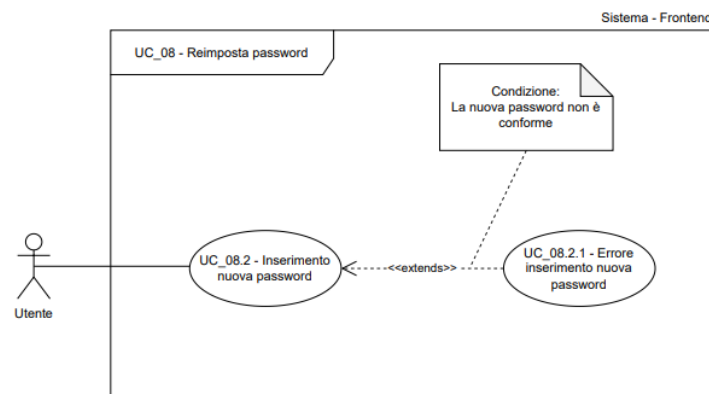 Sistema - Frontend
UC_08 - Reimposta password
Condizione:
La nuova password non è
conforme
UC_08.2 - Inserimento
nuova password
<<extends>>
UC_08.2.1 - Errore
inserimento nuova
password
Utente